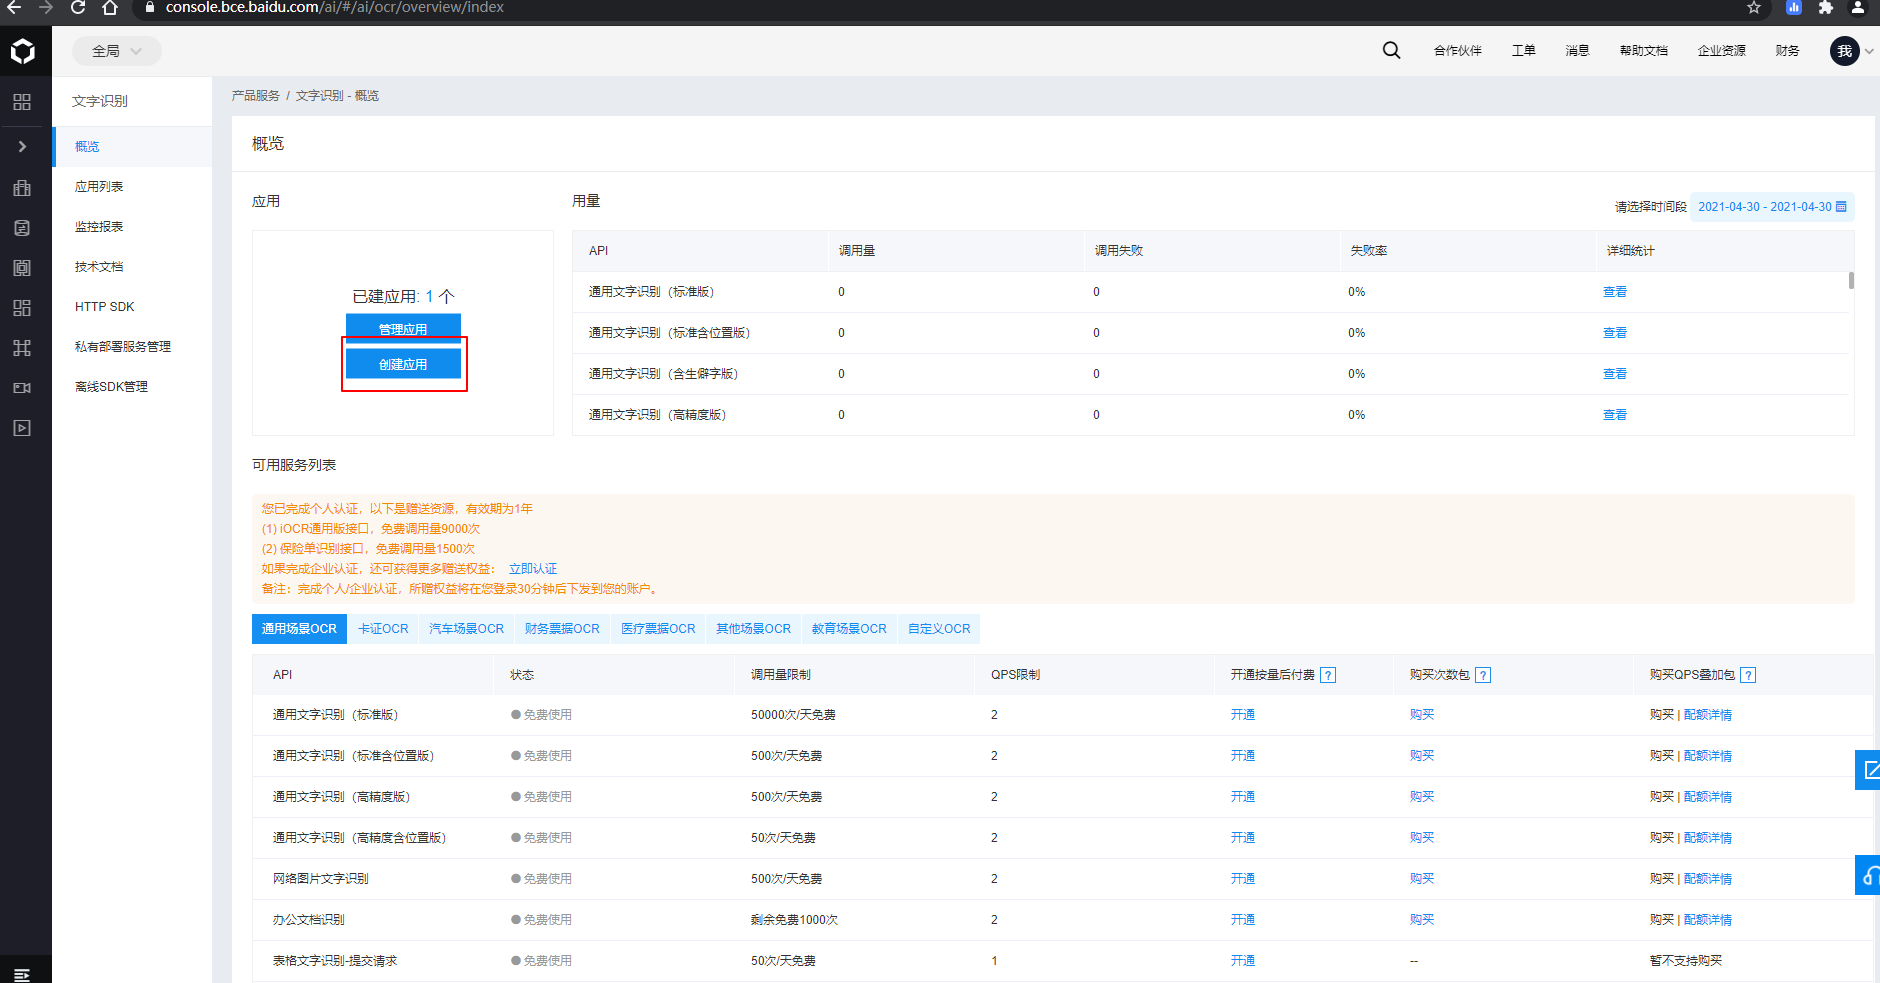 console.bce.baidu.com/ai/#/ai/ocr/overview/index
全局
合作伙伴 工单 消息 帮助文档 企业资源 财务 我
文字识别
概览
应用列表
监控报表
技术文档
HTTP SDK
私有部署服务管理
离线SDK管理
产品服务 / 文字识别 - 概览
概览
应用
已建应用: 1 个
管理应用
创建应用
用量
请选择时间段 2021-04-30 - 2021-04-30
API 调用量 调用失败 失败率 详细统计
通用文字识别（标准版） 0 0 0% 查看
通用文字识别（标准含位置版） 0 0 0% 查看
通用文字识别（含生僻字版） 0 0 0% 查看
通用文字识别（高精度版） 0 0 0% 查看
可用服务列表
您已完成个人认证，以下是赠送资源，有效期为1年
(1) iOCR通用版接口，免费调用量9000次
(2) 保险单识别接口，免费调用量1500次
如果完成企业认证，还可获得更多赠送权益： 立即认证
备注：完成个人/企业认证，所赠权益将在您登录30分钟后下发到您的账户。
通用场景OCR 卡证OCR 汽车场景OCR 财务票据OCR 医疗票据OCR 其他场景OCR 教育场景OCR 自定义OCR
API 状态 调用量限制 QPS限制 开通按量后付费 ? 购买次数包 ? 购买QPS叠加包 ?
通用文字识别（标准版） 免费使用 50000次/天免费 2 开通 购买 购买 | 配额详情
通用文字识别（标准含位置版） 免费使用 500次/天免费 2 开通 购买 购买 | 配额详情
通用文字识别（高精度版） 免费使用 500次/天免费 2 开通 购买 购买 | 配额详情
通用文字识别（高精度含位置版） 免费使用 50次/天免费 2 开通 购买 购买 | 配额详情
网络图片文字识别 免费使用 500次/天免费 2 开通 购买 购买 | 配额详情
办公文档识别 免费使用 剩余免费1000次 2 开通 购买 购买 | 配额详情
表格文字识别-提交请求 免费使用 50次/天免费 1 开通 -- 暂不支持购买